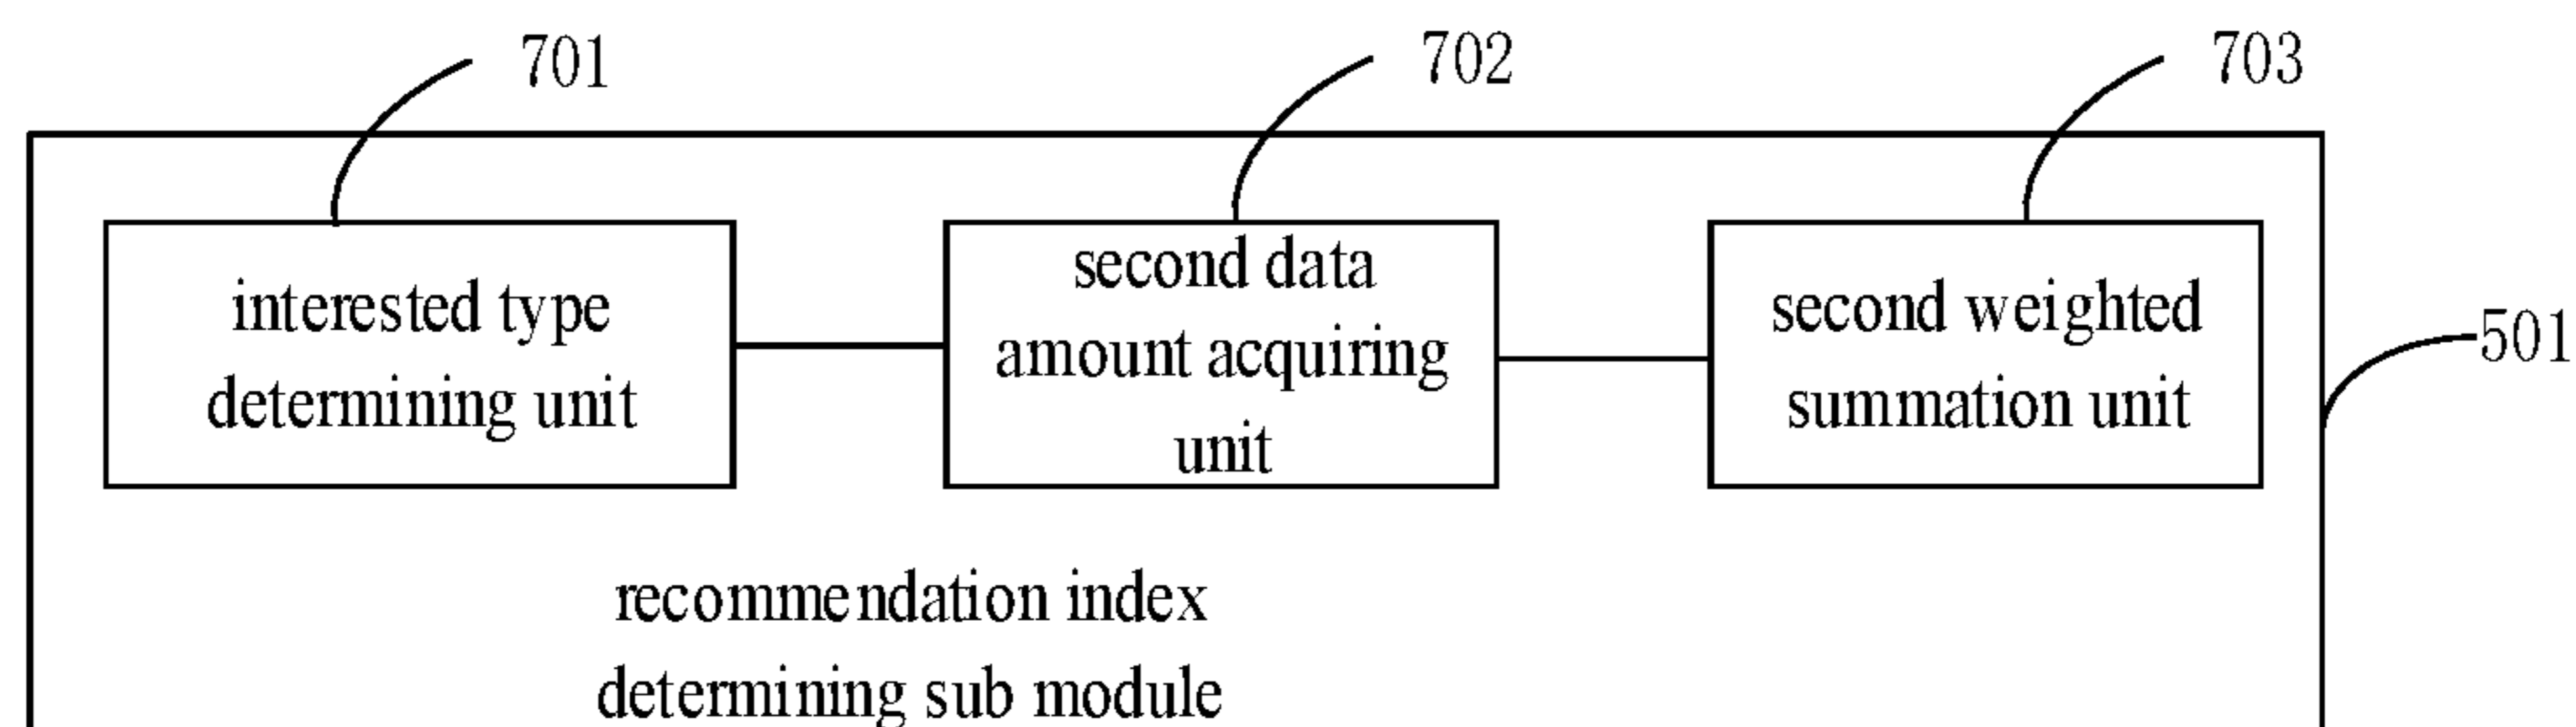 701
702
703
interested type
determining unit
second data
amount acquiring
unit
second weighted
summation unit
501
recommendation index
determining sub module